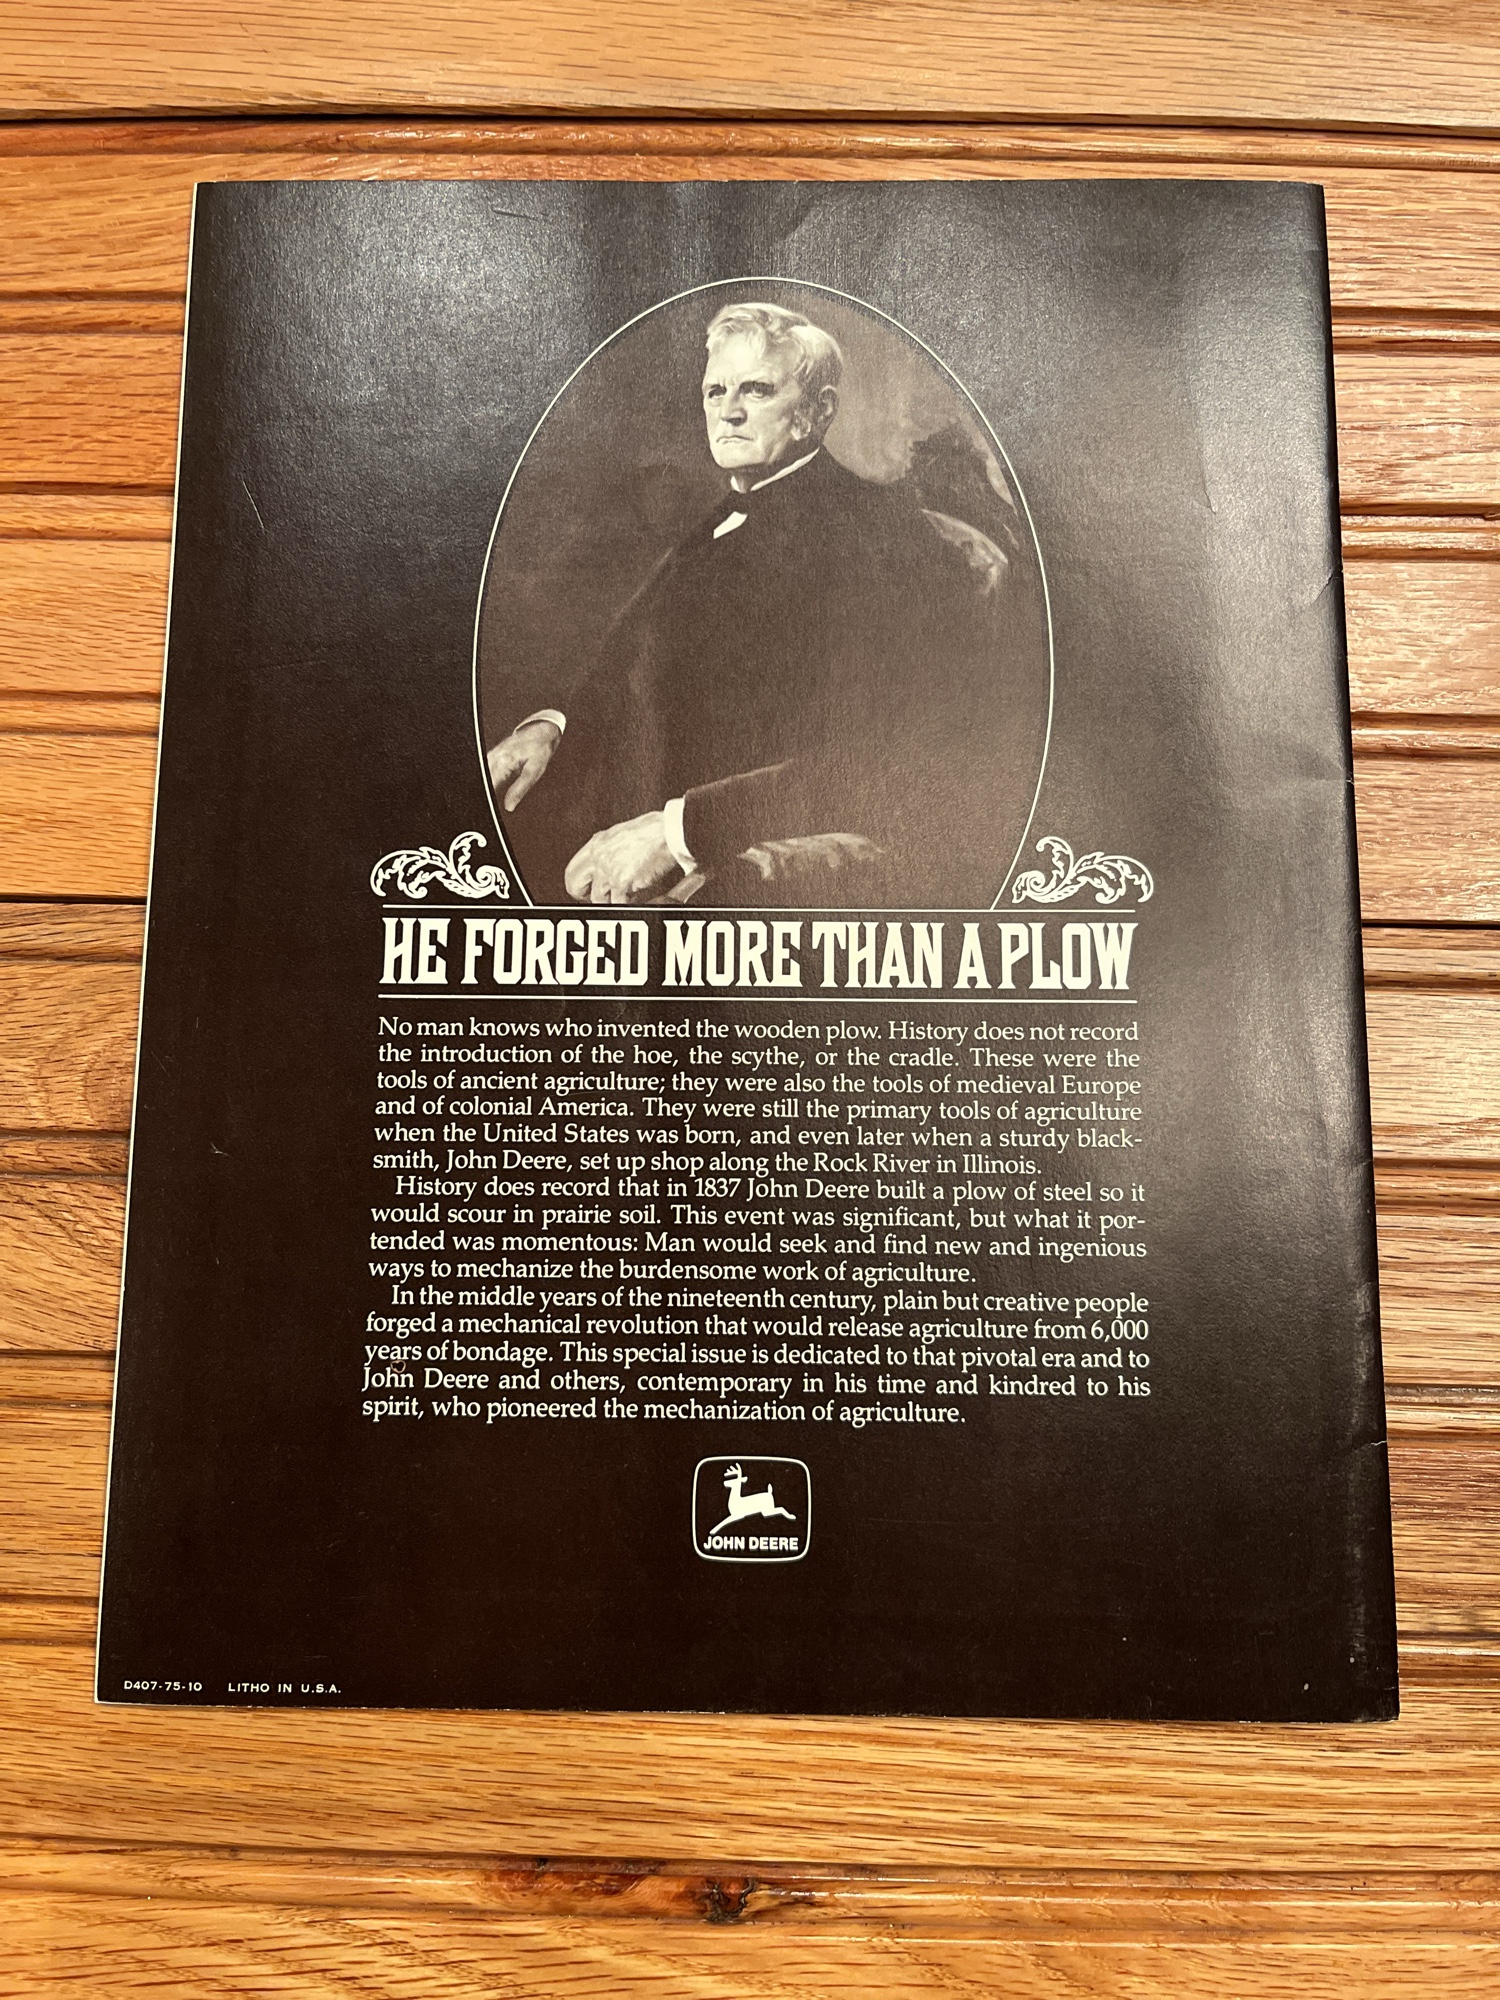 HE FORGED MORE THAN A PLOW
No man knows who invented the wooden plow. History does not record
the introduction of the hoe, the scythe, or the cradle. These were the
tools of ancient agriculture; they were also the tools of medieval Europe
and of colonial America. They were still the primary tools of agriculture
when the United States was born, and even later when a sturdy black-
smith, John Deere, set up shop along the Rock River in Illinois.
History does record that in 1837 John Deere built a plow of steel so it
would scour in prairie soil. This event was significant, but what it por-
tended was momentous: Man would seek and find new and ingenious
ways to mechanize the burdensome work of agriculture.
In the middle years of the nineteenth century, plain but creative people
forged a mechanical revolution that would release agriculture from 6,000
years of bondage. This special issue is dedicated to that pivotal era and to
John Deere and others, contemporary in his time and kindred to his
spirit, who pioneered the mechanization of agriculture.
JOHN DEERE
D407-75-10 LITHO IN U.S.A.